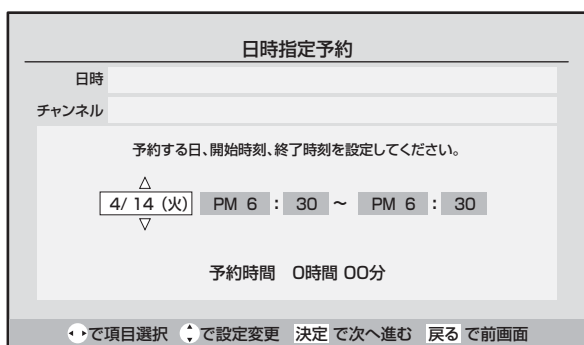 日時指定予約
日時
チャンネル
予約する日、開始時刻、終了時刻を設定してください。
4/ 14 (火) PM 6 : 30 ~ PM 6 : 30
予約時間 0時間 00分
で項目選択 で設定変更 決定 で次へ進む 戻る で前画面